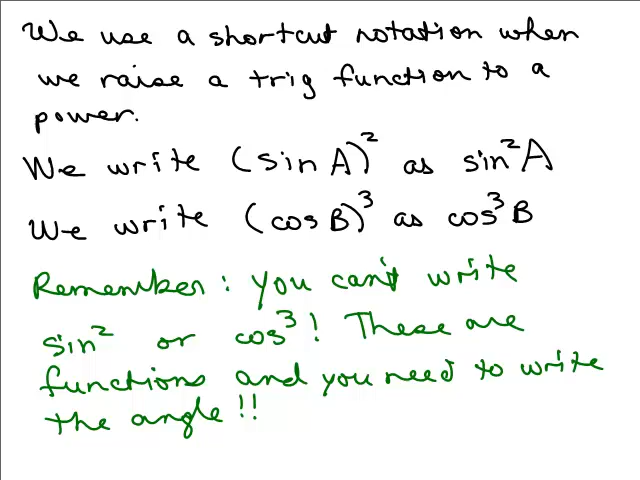 We use a shortcut notation when
we raise a trig function to a
power.
We write (sin A)² as sin²A
We write (cos B)³ as cos³B
Remember: You can't write
sin² or cos³! These are
functions and you need to write
the angle!!